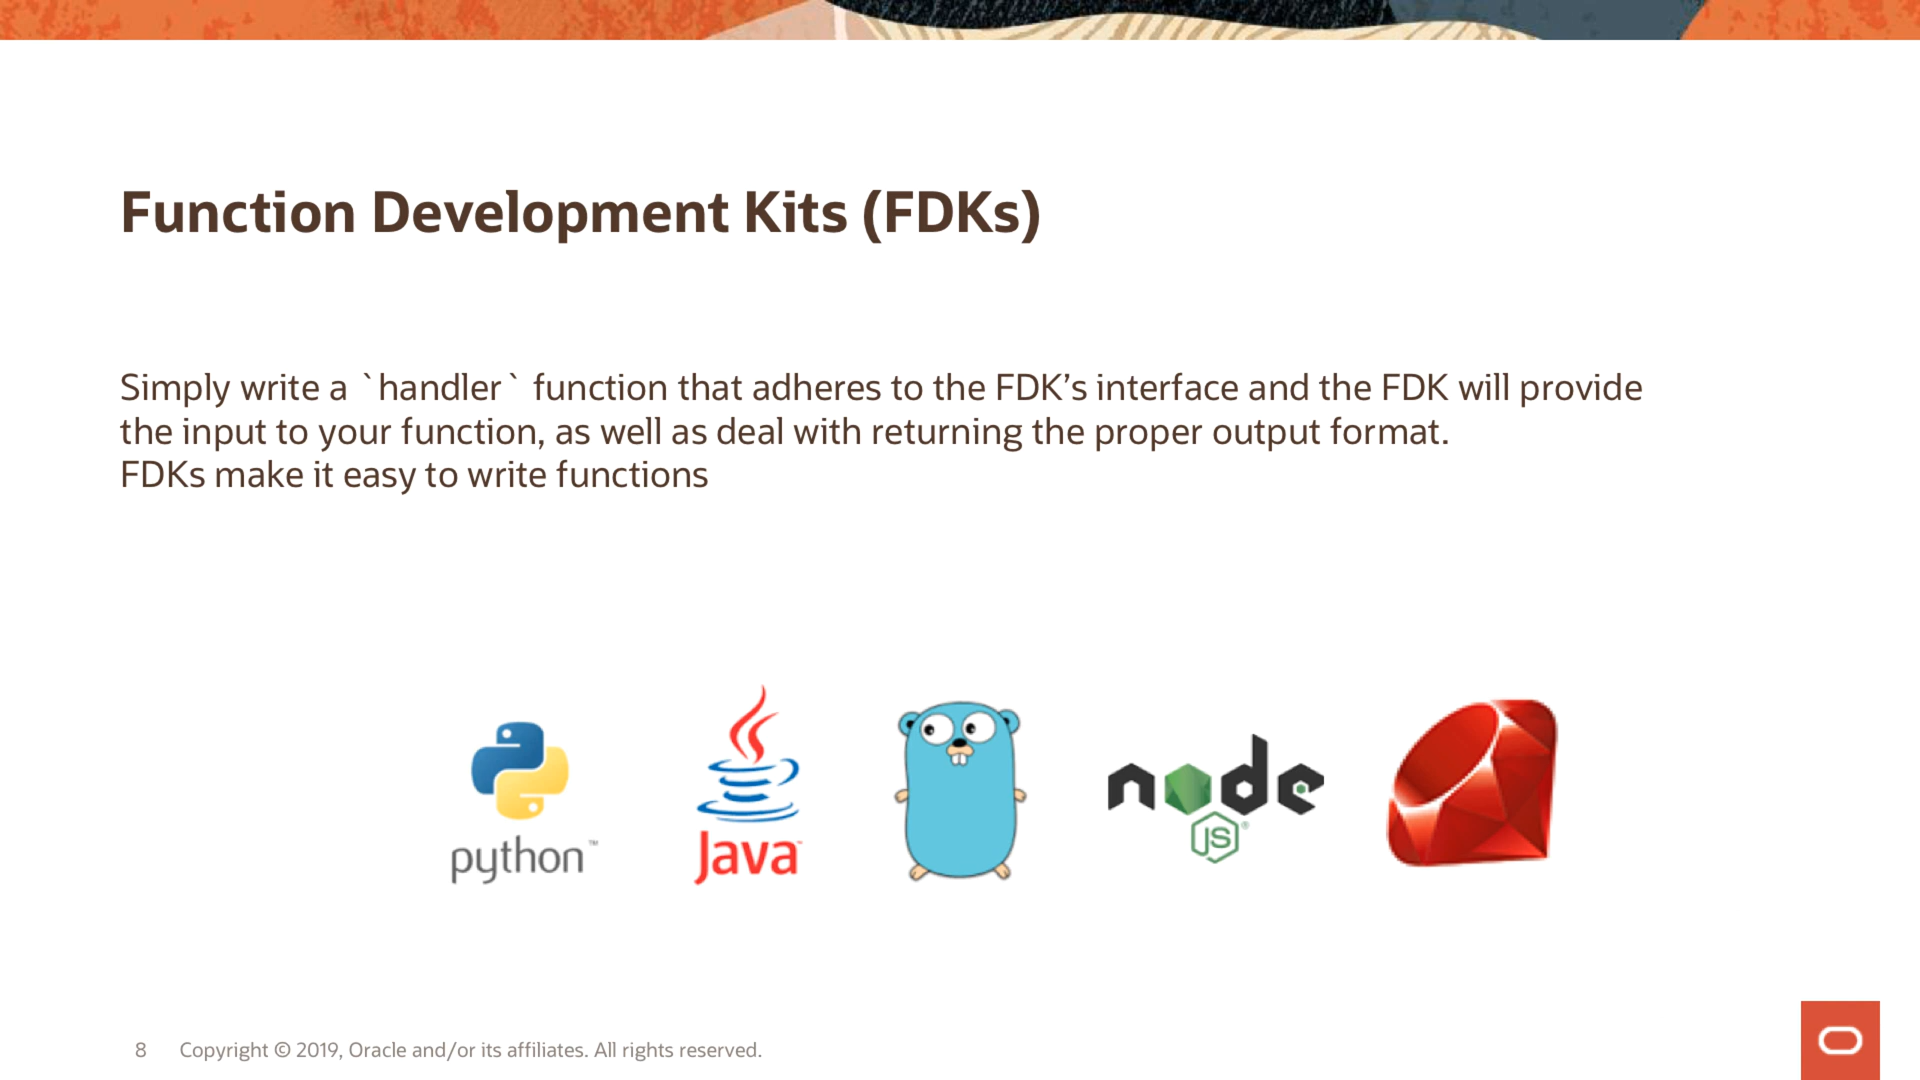 Function Development Kits (FDKs)
Simply write a `handler` function that adheres to the FDK’s interface and the FDK will provide
the input to your function, as well as deal with returning the proper output format.
FDKs make it easy to write functions
python™
Java™
node
JS®
8 Copyright © 2019, Oracle and/or its affiliates. All rights reserved.